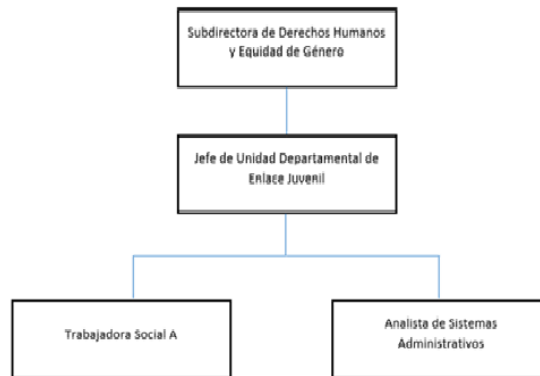 Subdirectora de Derechos Humanos
y Equidad de Género
Jefe de Unidad Departamental de
Enlace Juvenil
Trabajadora Social A
Analista de Sistemas
Administrativos